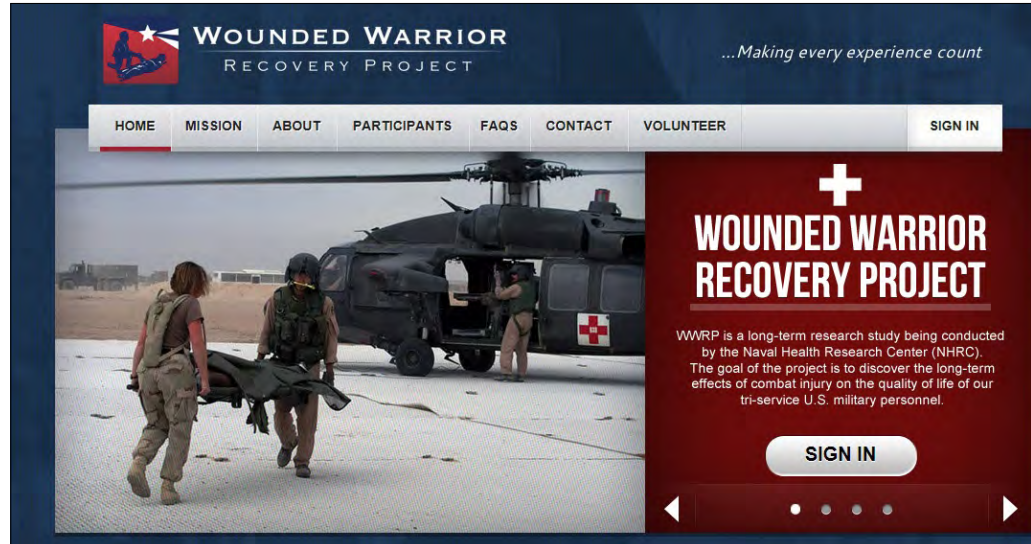 WOUNDED WARRIOR
RECOVERY PROJECT
...Making every experience count
HOME MISSION ABOUT PARTICIPANTS FAQS CONTACT VOLUNTEER SIGN IN
WOUNDED WARRIOR
RECOVERY PROJECT
WWRP is a long-term research study being conducted
by the Naval Health Research Center (NHRC).
The goal of the project is to discover the long-term
effects of combat injury on the quality of life of our
tri-service U.S. military personnel.
SIGN IN